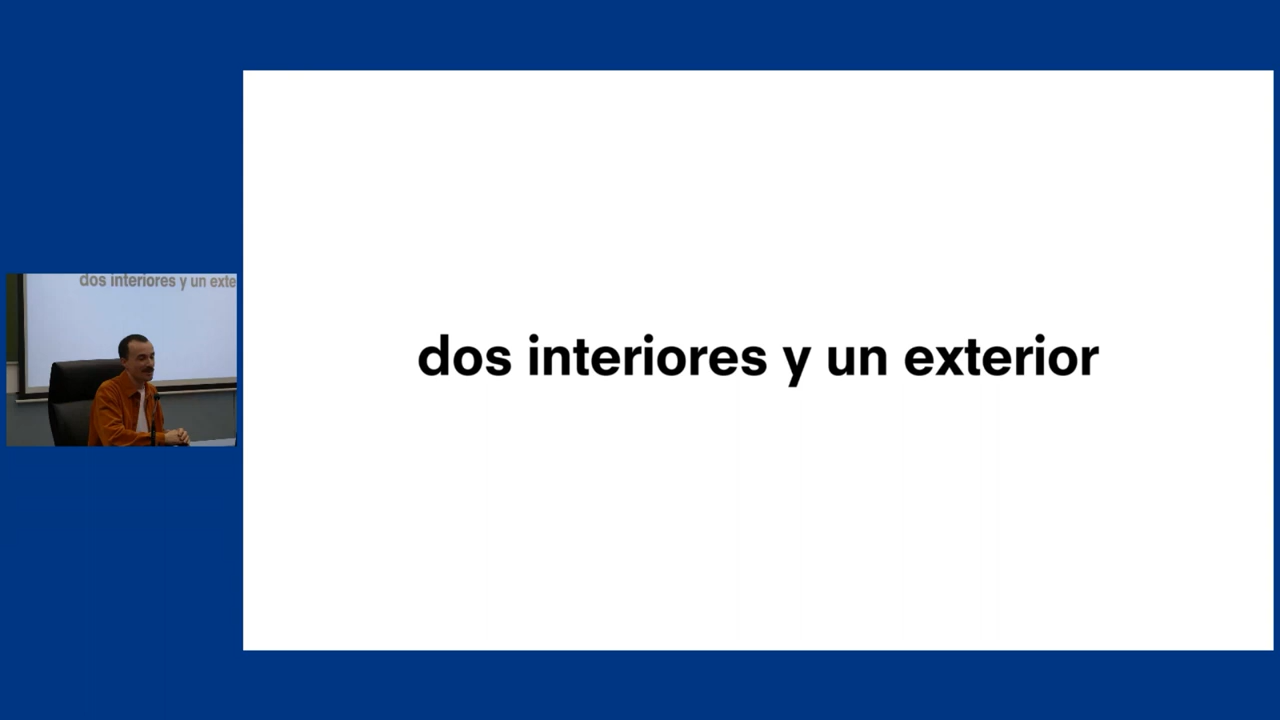 dos interiores y un exte
dos interiores y un exterior